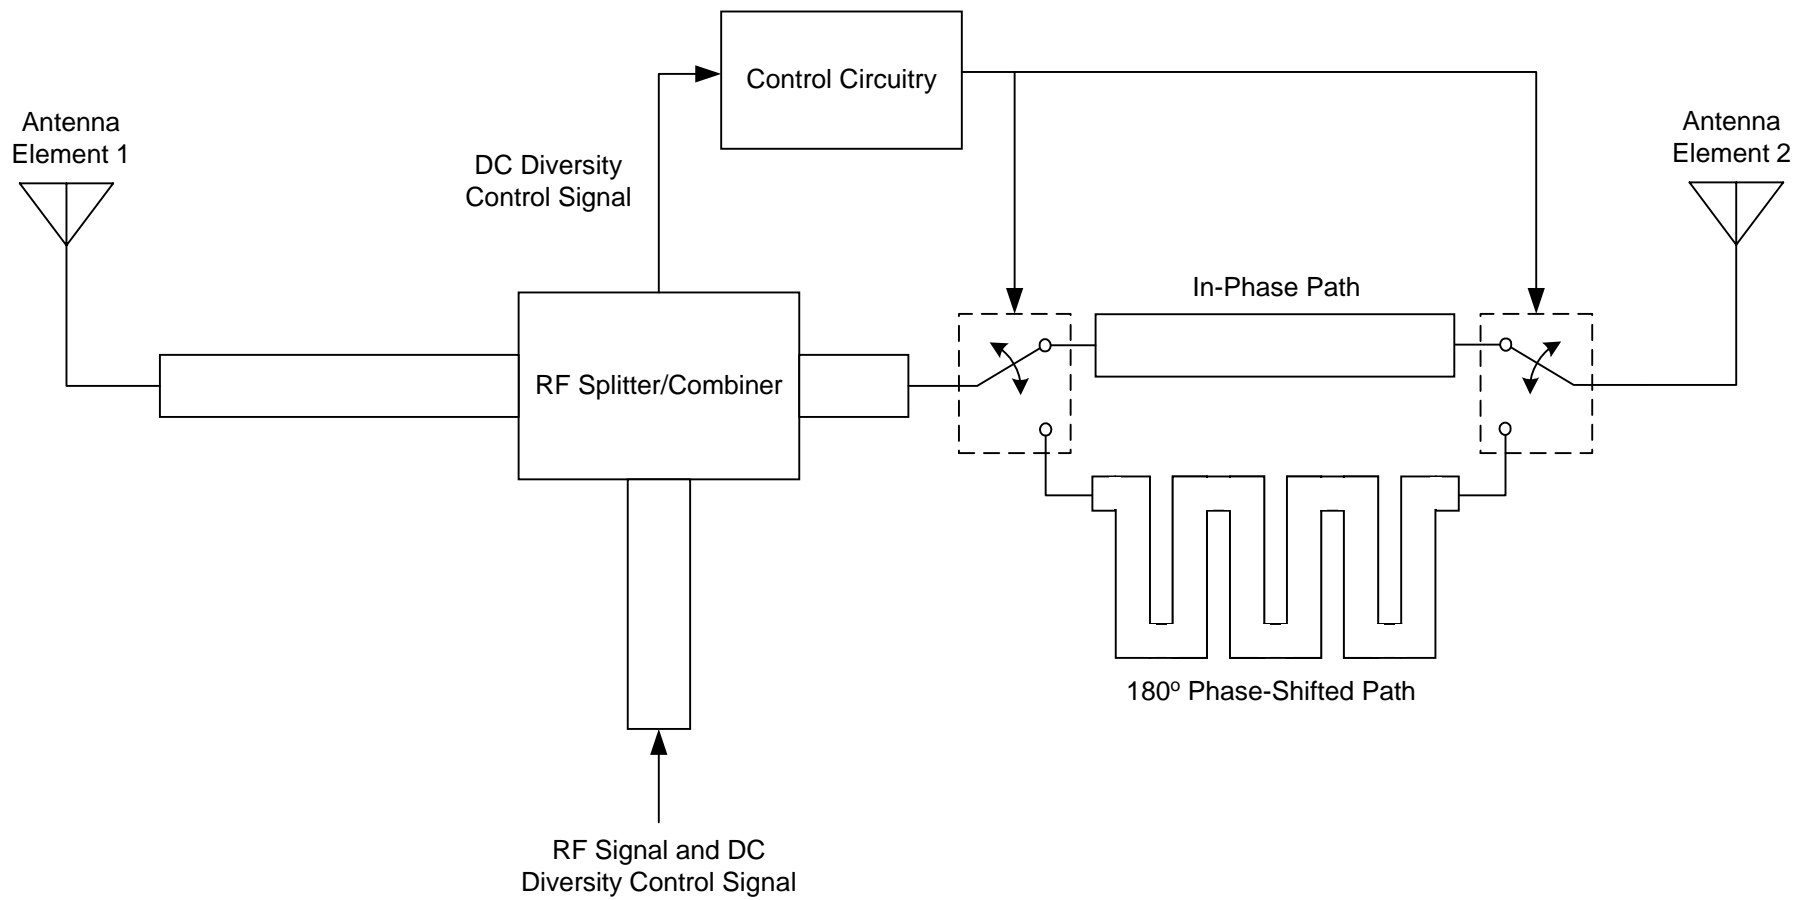 Control Circuitry
Antenna
Element 1
Antenna
Element 2
DC Diversity
Control Signal
In-Phase Path
RF Splitter/Combiner
180º Phase-Shifted Path
RF Signal and DC
Diversity Control Signal